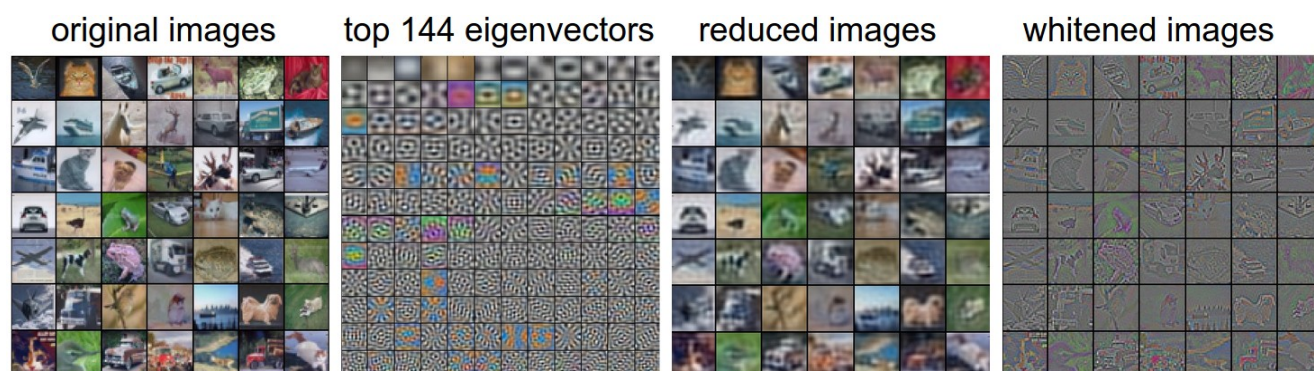 original images
top 144 eigenvectors
reduced images
whitened images